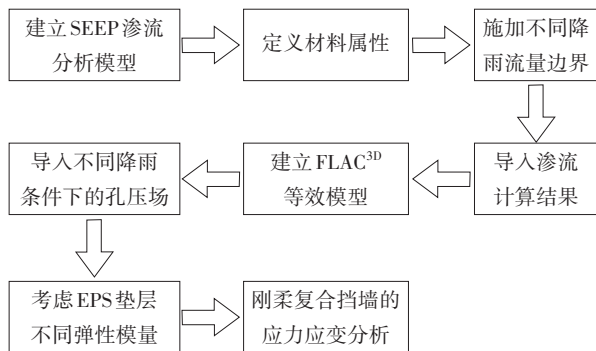 建立SEEP渗流
分析模型
定义材料属性
施加不同降
雨流量边界
导入渗流
计算结果
建立FLAC3D
等效模型
导入不同降雨
条件下的孔压场
考虑EPS垫层
不同弹性模量
刚柔复合挡墙的
应力应变分析